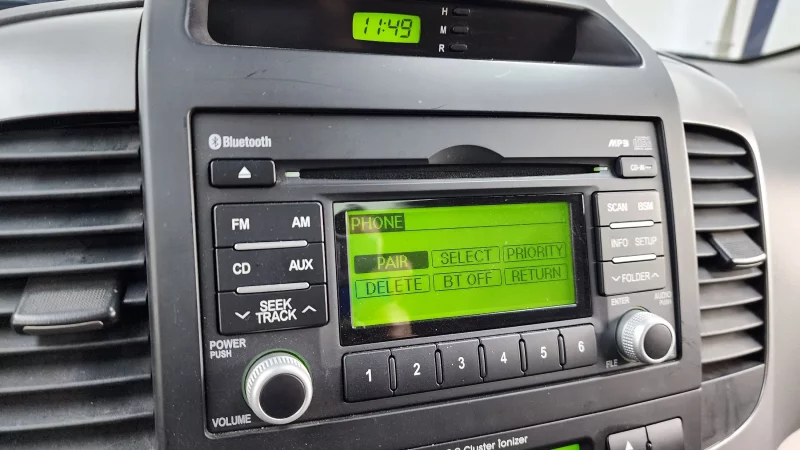 11:49
H
M
R
Bluetooth
MP3
CD-IN
FM AM
CD AUX
SEEK
TRACK
POWER
PUSH
VOLUME
PHONE
PAIR SELECT PRIORITY
DELETE BT OFF RETURN
1 2 3 4 5 6
SCAN BSM
INFO SETUP
FOLDER
ENTER
AUDIO
PUSH
FILE
Cluster Ionizer